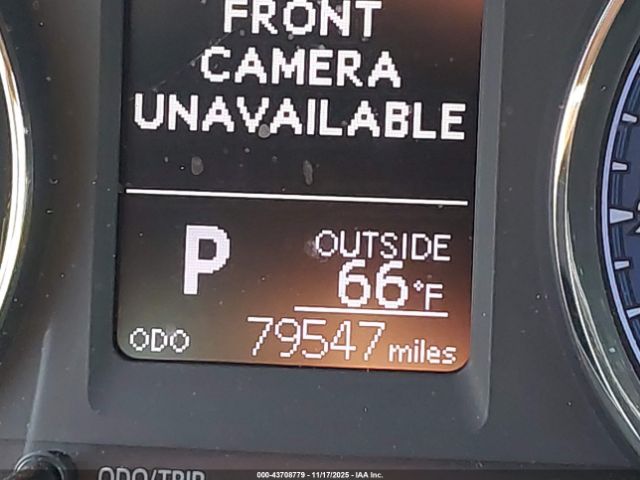 FRONT
CAMERA
UNAVAILABLE
P
OUTSIDE
66°F
ODO 79547 miles
ODO/TRIP
000-43708779 - 11/17/2025 - IAA Inc.